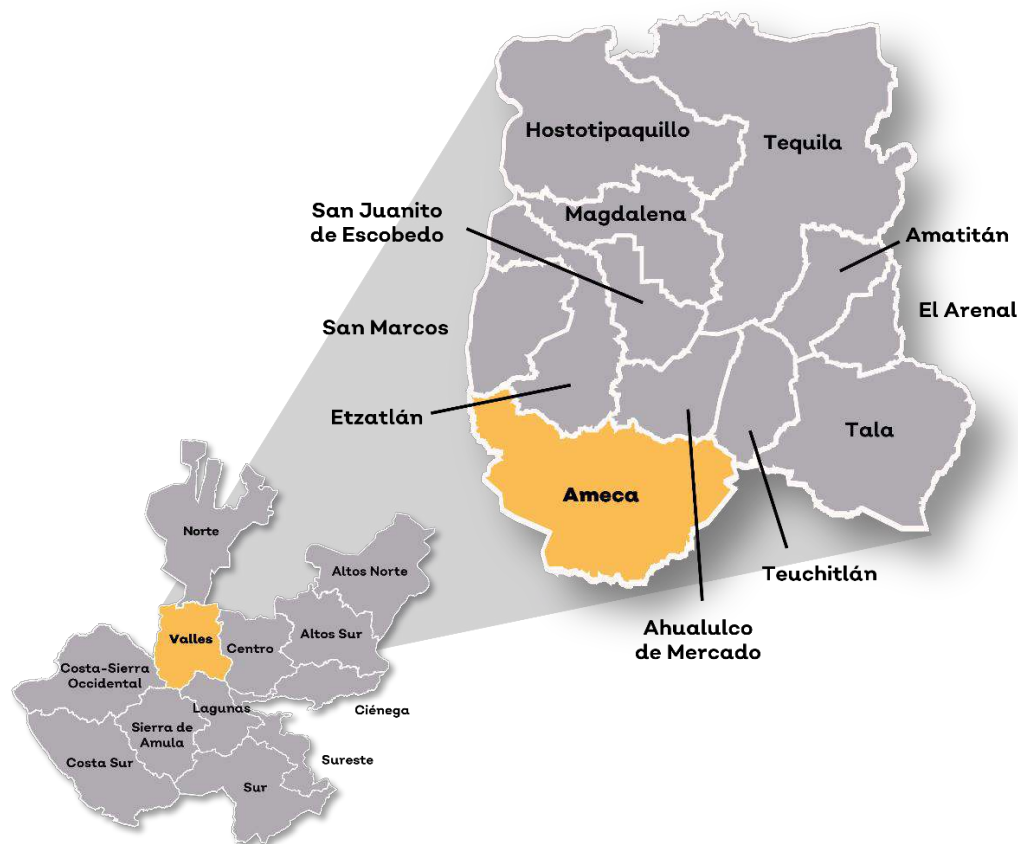 Hostotipaquillo
Tequila
San Juanito
de Escobedo
Magdalena
Amatitán
El Arenal
San Marcos
Etzatlán
Tala
Ameca
Teuchitlán
Ahualulco
de Mercado
Norte
Altos Norte
Valles
Centro
Altos Sur
Costa-Sierra
Occidental
Lagunas
Ciénega
Sierra de
Amula
Costa Sur
Sureste
Sur